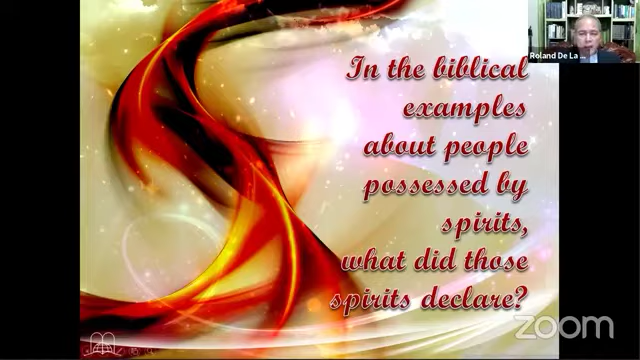 Roland De La ...
In the biblical
examples
about people
possessed by
spirits,
what did those
spirits declare?
zoom